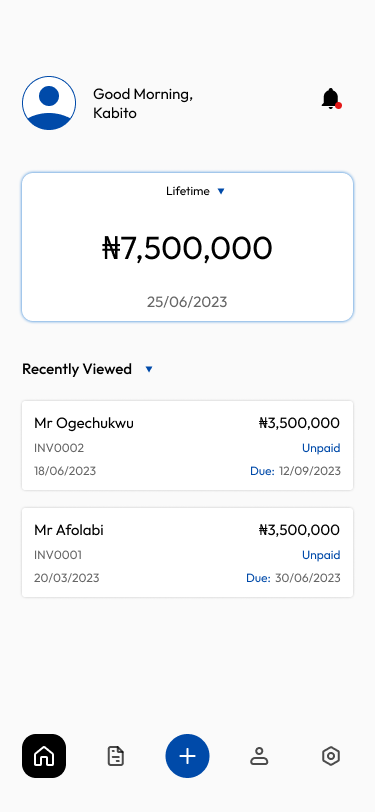 Good Morning,
Kabito
Lifetime
₦7,500,000
25/06/2023
Recently Viewed
Mr Ogechukwu ₦3,500,000
INV0002 Unpaid
18/06/2023 Due: 12/09/2023
Mr Afolabi ₦3,500,000
INV0001 Unpaid
20/03/2023 Due: 30/06/2023